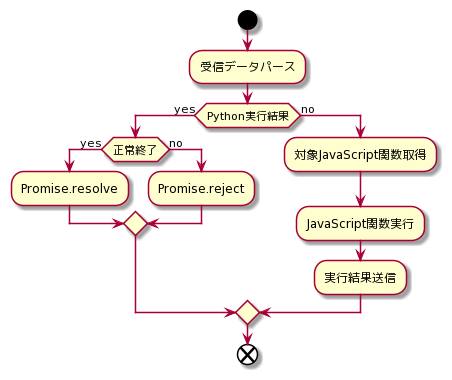 受信データパース
yes
Python実行結果
no
yes
正常終了
no
対象JavaScript関数取得
Promise.resolve
Promise.reject
JavaScript関数実行
実行結果送信